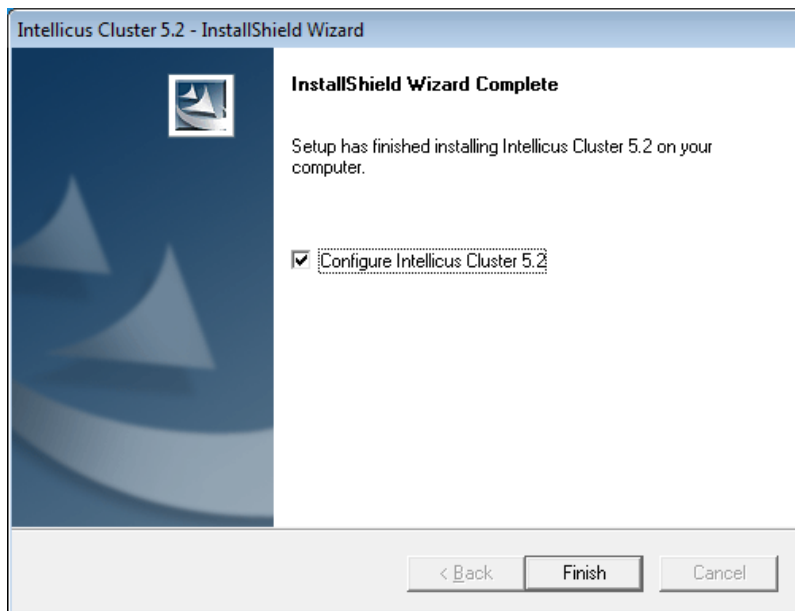 Intellicus Cluster 5.2 - InstallShield Wizard
InstallShield Wizard Complete
Setup has finished installing Intellicus Cluster 5.2 on your
computer.
Configure Intellicus Cluster 5.2
< Back
Finish
Cancel